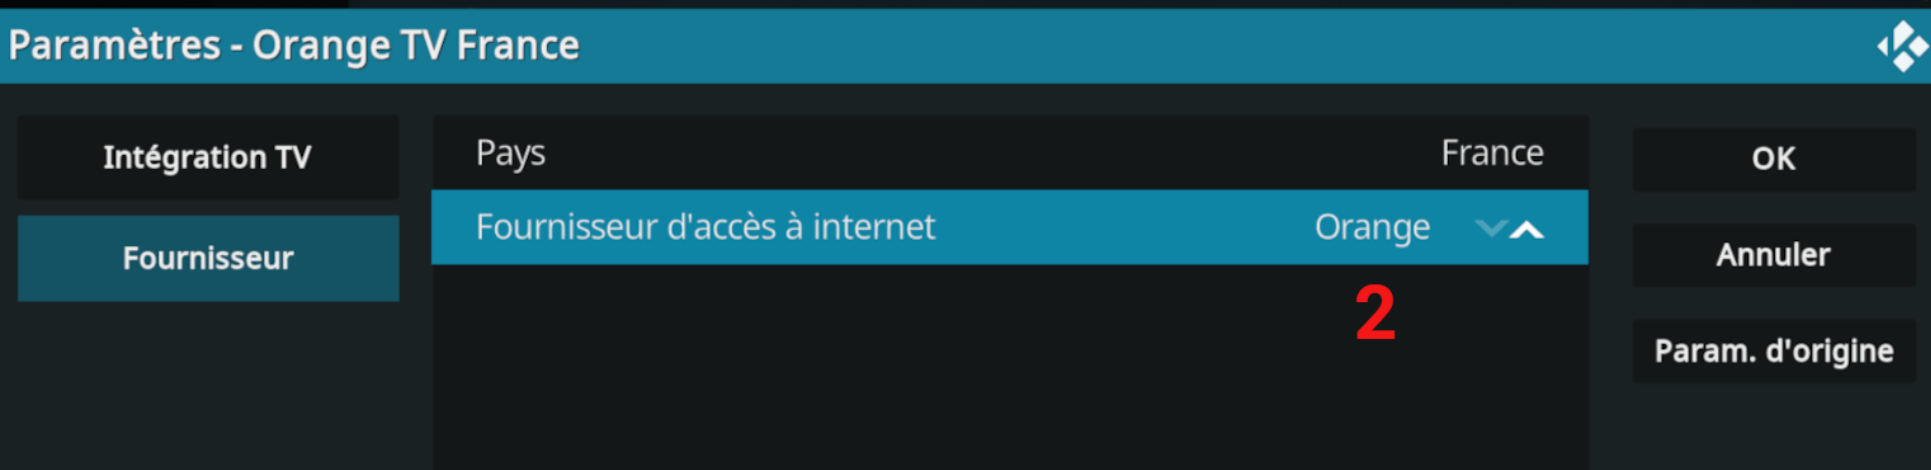 Paramètres - Orange TV France
Intégration TV
Fournisseur
Pays France
Fournisseur d'accès à internet Orange
2
OK
Annuler
Param. d'origine